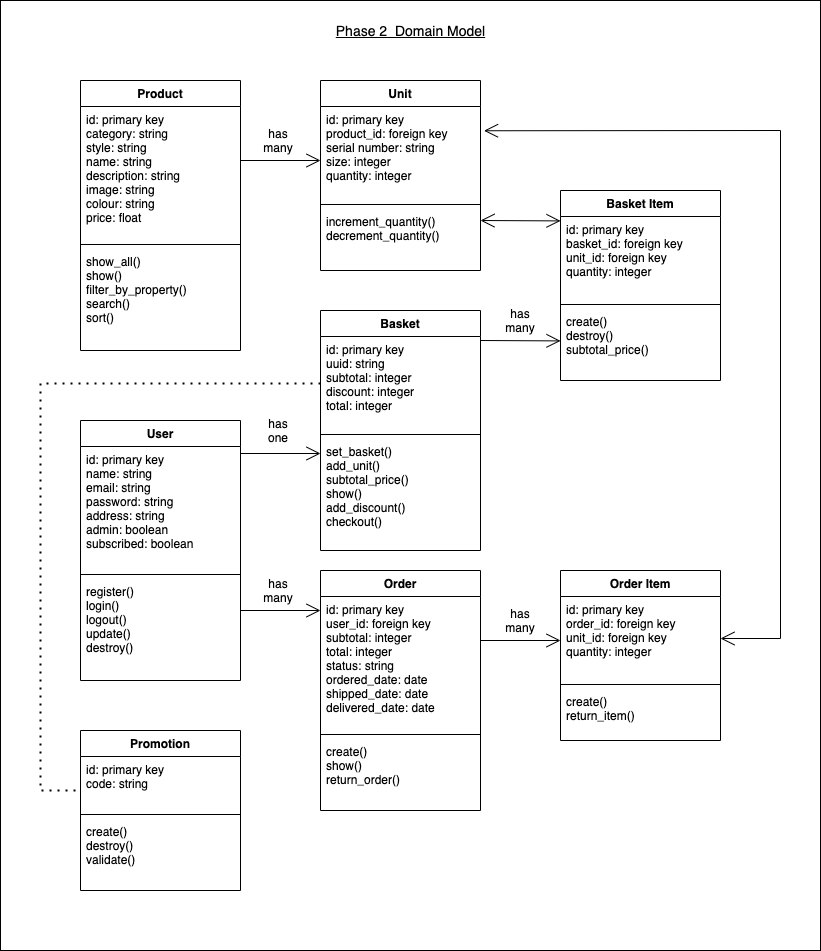 Phase 2  Domain Model
Product
id: primary key
category: string
style: string
name: string
description: string
image: string
colour: string
price: float
show_all()
show()
filter_by_property()
search()
sort()
has
many
Unit
id: primary key
product_id: foreign key
serial number: string
size: integer
quantity: integer
increment_quantity()
decrement_quantity()
Basket Item
id: primary key
basket_id: foreign key
unit_id: foreign key
quantity: integer
create()
destroy()
subtotal_price()
Basket
id: primary key
uuid: string
subtotal: integer
discount: integer
total: integer
set_basket()
add_unit()
subtotal_price()
show()
add_discount()
checkout()
has
many
User
id: primary key
name: string
email: string
password: string
address: string
admin: boolean
subscribed: boolean
register()
login()
logout()
update()
destroy()
has
one
has
many
Order
id: primary key
user_id: foreign key
subtotal: integer
total: integer
status: string
ordered_date: date
shipped_date: date
delivered_date: date
create()
show()
return_order()
has
many
Order Item
id: primary key
order_id: foreign key
unit_id: foreign key
quantity: integer
create()
return_item()
Promotion
id: primary key
code: string
create()
destroy()
validate()